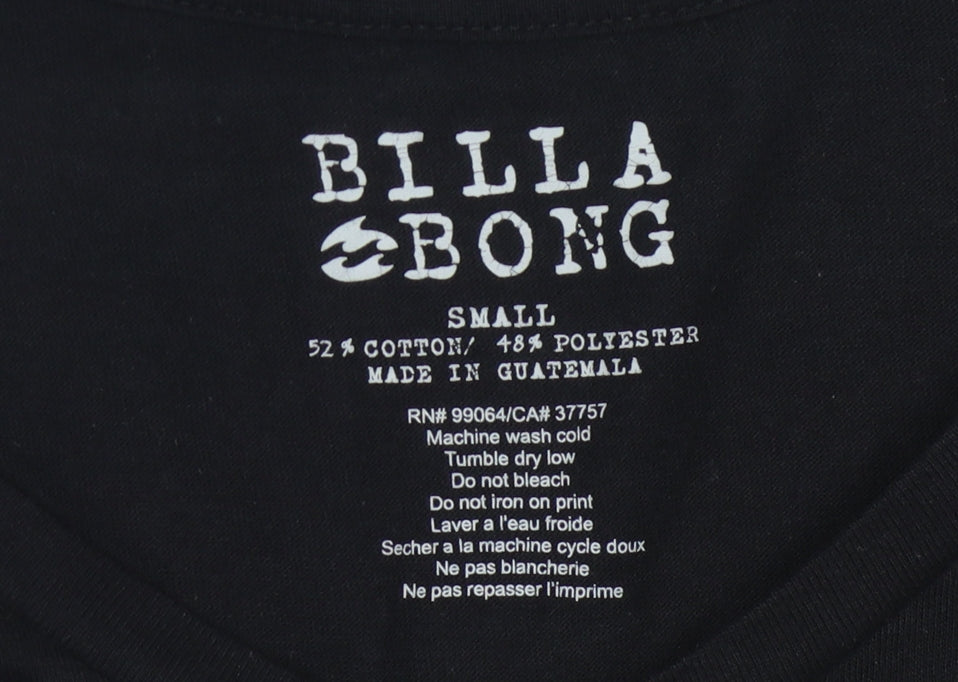 BILLA
BONG
SMALL
52% COTTON/ 48% POLYESTER
MADE IN GUATEMALA
RN# 99064/CA# 37757
Machine wash cold
Tumble dry low
Do not bleach
Do not iron on print
Laver a l'eau froide
Secher a la machine cycle doux
Ne pas blancherie
Ne pas repasser l'imprime